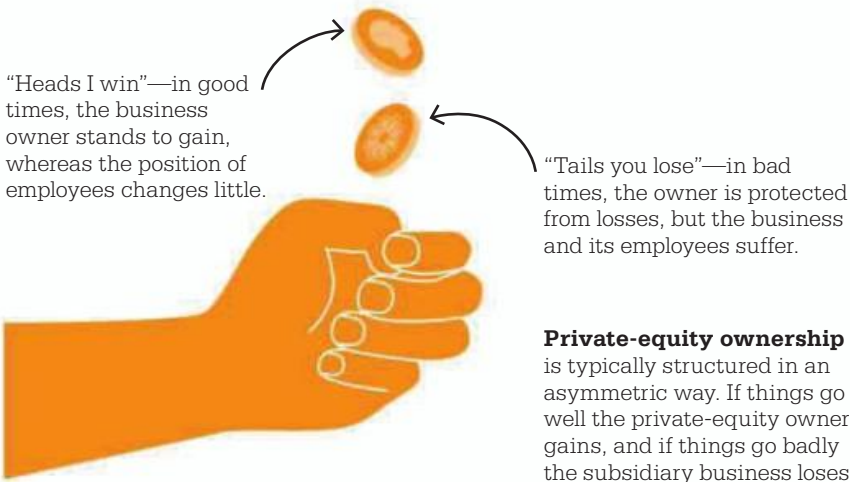 “Heads I win”—in good
times, the business
owner stands to gain,
whereas the position of
employees changes little.
“Tails you lose”—in bad
times, the owner is protected
from losses, but the business
and its employees suffer.
Private-equity ownership
is typically structured in an
asymmetric way. If things go
well the private-equity owner
gains, and if things go badly
the subsidiary business loses